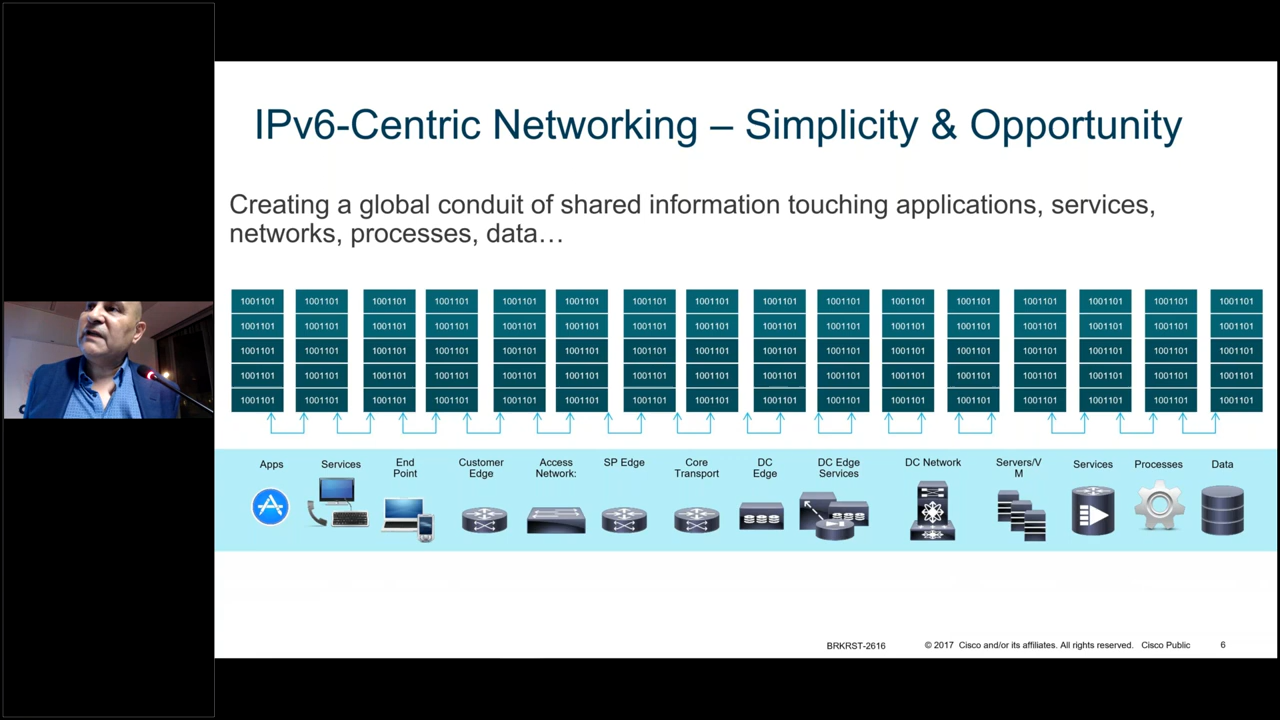 IPv6-Centric Networking – Simplicity & Opportunity
Creating a global conduit of shared information touching applications, services,
networks, processes, data…
1001101 1001101 1001101 1001101 1001101 1001101 1001101 1001101 1001101 1001101 1001101 1001101 1001101 1001101 1001101 1001101
1001101 1001101 1001101 1001101 1001101 1001101 1001101 1001101 1001101 1001101 1001101 1001101 1001101 1001101 1001101 1001101
1001101 1001101 1001101 1001101 1001101 1001101 1001101 1001101 1001101 1001101 1001101 1001101 1001101 1001101 1001101 1001101
1001101 1001101 1001101 1001101 1001101 1001101 1001101 1001101 1001101 1001101 1001101 1001101 1001101 1001101 1001101 1001101
1001101 1001101 1001101 1001101 1001101 1001101 1001101 1001101 1001101 1001101 1001101 1001101 1001101 1001101 1001101 1001101
Apps
Services
End
Point
Customer
Edge
Access
Network:
SP Edge
Core
Transport
DC
Edge
DC Edge
Services
DC Network
Servers/V
M
Services
Processes
Data
BRKRST-2616
© 2017 Cisco and/or its affiliates. All rights reserved. Cisco Public
6